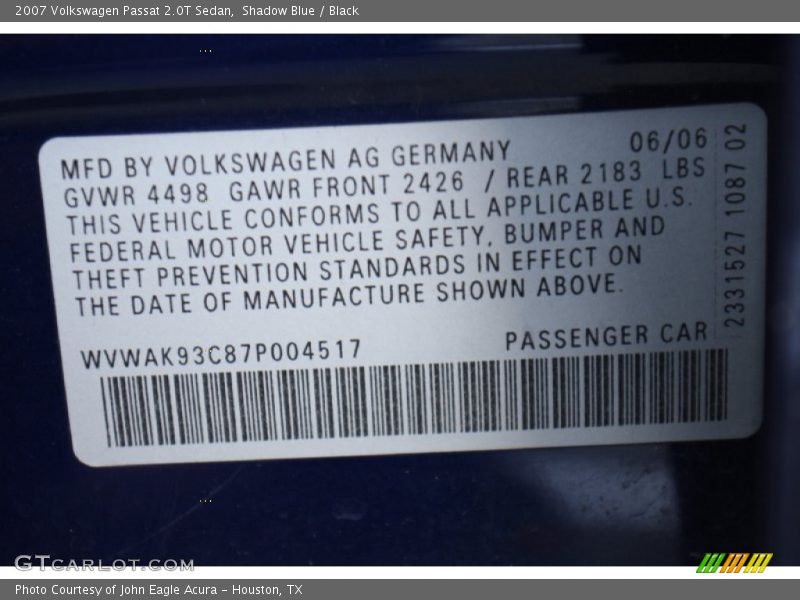 2007 Volkswagen Passat 2.0T Sedan, Shadow Blue / Black
MFD BY VOLKSWAGEN AG GERMANY 06/06
GVWR 4498 GAWR FRONT 2426 / REAR 2183 LBS
THIS VEHICLE CONFORMS TO ALL APPLICABLE U.S.
FEDERAL MOTOR VEHICLE SAFETY, BUMPER AND
THEFT PREVENTION STANDARDS IN EFFECT ON
THE DATE OF MANUFACTURE SHOWN ABOVE.
WVWAK93C87P004517 PASSENGER CAR
2331527 1087 02
GTcarlot.com
Photo Courtesy of John Eagle Acura - Houston, TX